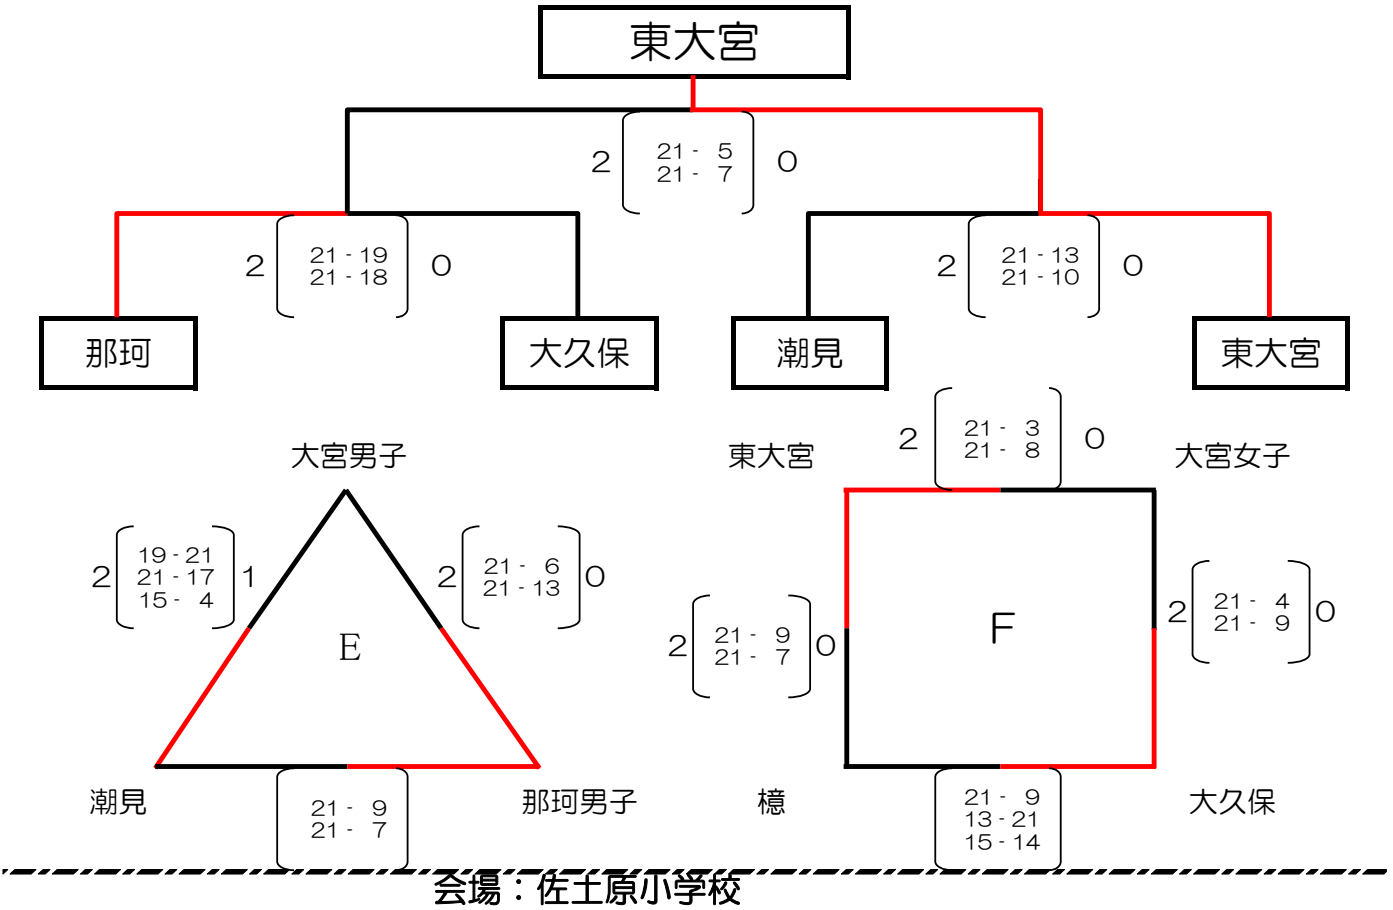 東大宮
2 21 - 5 0
21 - 7
2 21 - 19 0
21 - 18
2 21 - 13 0
21 - 10
那珂
大久保
潮見
東大宮
大宮男子
2 19 - 21 1
21 - 17
15 - 4
2 21 - 6 0
21 - 13
E
潮見
21 - 9
21 - 7
那珂男子
東大宮
2 21 - 3 0
21 - 8
大宮女子
2 21 - 9 0
21 - 7
F
2 21 - 4 0
21 - 9
檍
21 - 9
13 - 21
15 - 14
大久保
会場：佐土原小学校